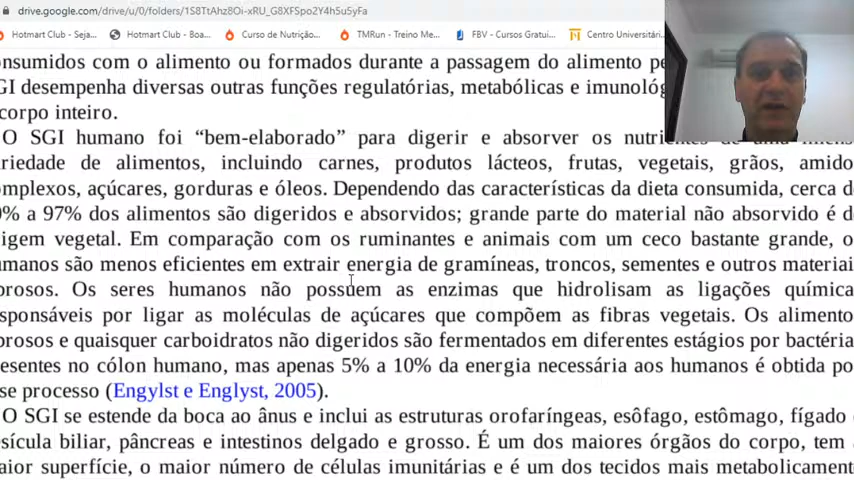 drive.google.com/drive/u/0/folders/1S8TtAhz8Oi-xRU_G8XFSpo2Y4h5u5yFa
Hotmart Club - Seja... Hotmart Club - Boa... Curso de Nutrição... TMR - Treino Me... FBV - Cursos Gratui... Centro Universitári...
onsumidos com o alimento ou formados durante a passagem do alimento pe
GI desempenha diversas outras funções regulatórias, metabólicas e imunológ
corpo inteiro.
O SGI humano foi “bem-elaborado” para digerir e absorver os nutrientes de uma imensa
riedade de alimentos, incluindo carnes, produtos lácteos, frutas, vegetais, grãos, amido
omplexos, açúcares, gorduras e óleos. Dependendo das características da dieta consumida, cerca d
0% a 97% dos alimentos são digeridos e absorvidos; grande parte do material não absorvido é d
igem vegetal. Em comparação com os ruminantes e animais com um ceco bastante grande, o
umanos são menos eficientes em extrair energia de gramíneas, troncos, sementes e outros materiai
brosos. Os seres humanos não possuem as enzimas que hidrolisam as ligações química
sponsáveis por ligar as moléculas de açúcares que compõem as fibras vegetais. Os alimento
brosos e quaisquer carboidratos não digeridos são fermentados em diferentes estágios por bactéria
esentes no cólon humano, mas apenas 5% a 10% da energia necessária aos humanos é obtida po
se processo (Engylst e Englyst, 2005).
O SGI se estende da boca ao ânus e inclui as estruturas orofaríngeas, esôfago, estômago, fígado
esícula biliar, pâncreas e intestinos delgado e grosso. É um dos maiores órgãos do corpo, tem
aior superfície, o maior número de células imunitárias e é um dos tecidos mais metabolicament